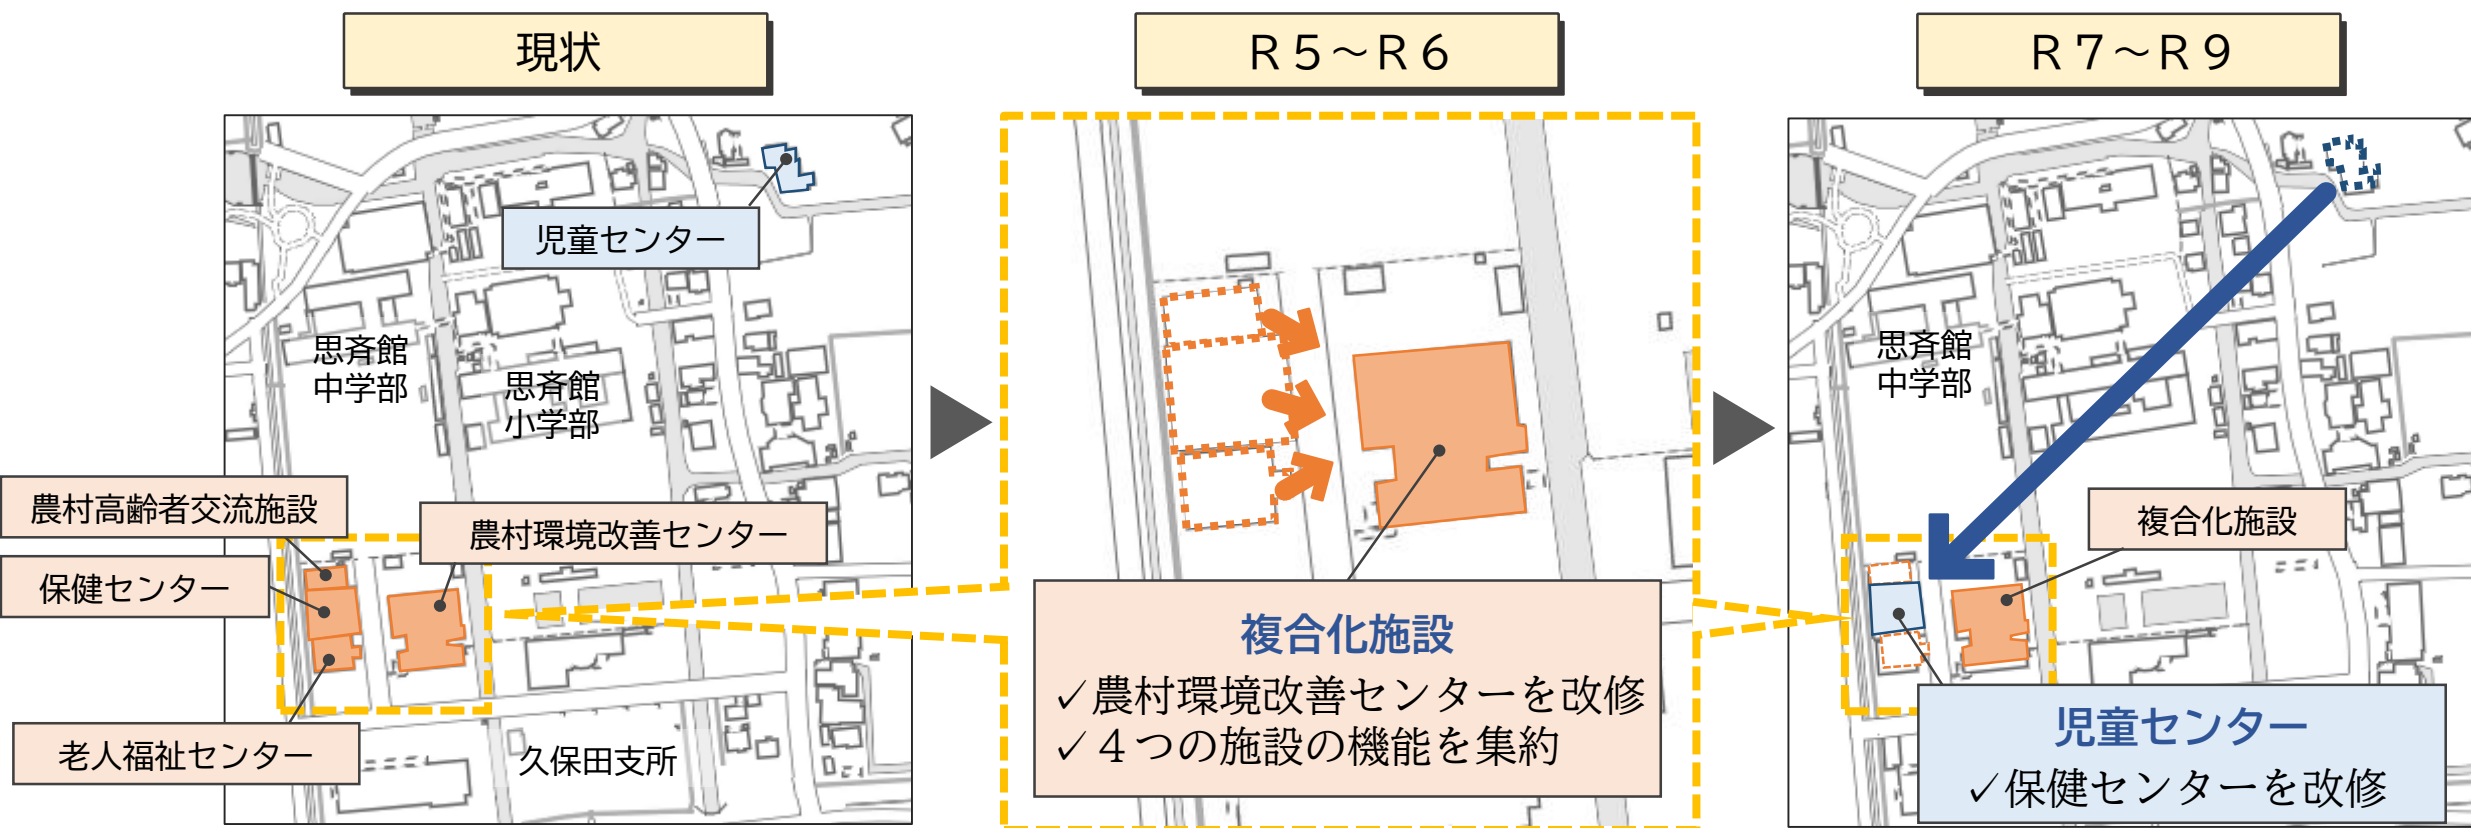 現状
児童センター
思斉館
中学部
思斉館
小学部
農村高齢者交流施設
保健センター
農村環境改善センター
老人福祉センター
久保田支所
Ｒ５～Ｒ６
複合化施設
✓農村環境改善センターを改修
✓４つの施設の機能を集約
Ｒ７～Ｒ９
思斉館
中学部
複合化施設
児童センター
✓保健センターを改修